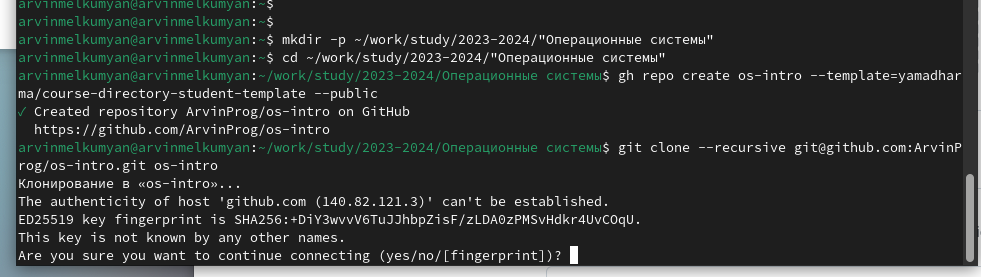 arvinmelkumyan@arvinmelkumyan:~$
arvinmelkumyan@arvinmelkumyan:~$
arvinmelkumyan@arvinmelkumyan:~$ mkdir -p ~/work/study/2023-2024/"Операционные системы"
arvinmelkumyan@arvinmelkumyan:~$ cd ~/work/study/2023-2024/"Операционные системы"
arvinmelkumyan@arvinmelkumyan:~/work/study/2023-2024/Операционные системы$ gh repo create os-intro --template=yamadhar
ma/course-directory-student-template --public
✓ Created repository ArvinProg/os-intro on GitHub
https://github.com/ArvinProg/os-intro
arvinmelkumyan@arvinmelkumyan:~/work/study/2023-2024/Операционные системы$ git clone --recursive git@github.com:ArvinP
rog/os-intro.git os-intro
Клонирование в «os-intro»...
The authenticity of host 'github.com (140.82.121.3)' can't be established.
ED25519 key fingerprint is SHA256:+DiY3wvvV6TuJJhbpZisF/zLDA0zPMSvHdkr4UvCOqU.
This key is not known by any other names.
Are you sure you want to continue connecting (yes/no/[fingerprint])?